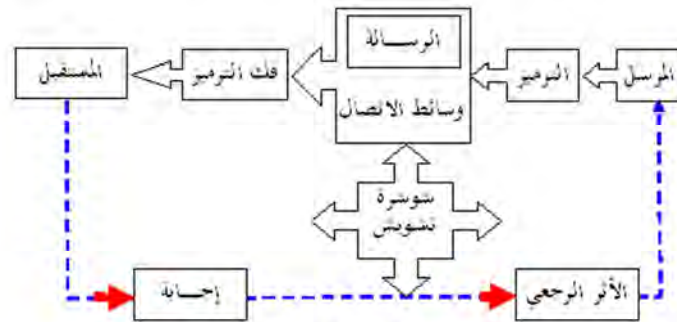 المرسل
الترميز
الرسالة
وسائط الاتصال
فك الترميز
المستقبل
شوشرة
تشويش
إجابة
الأثر الرجعي